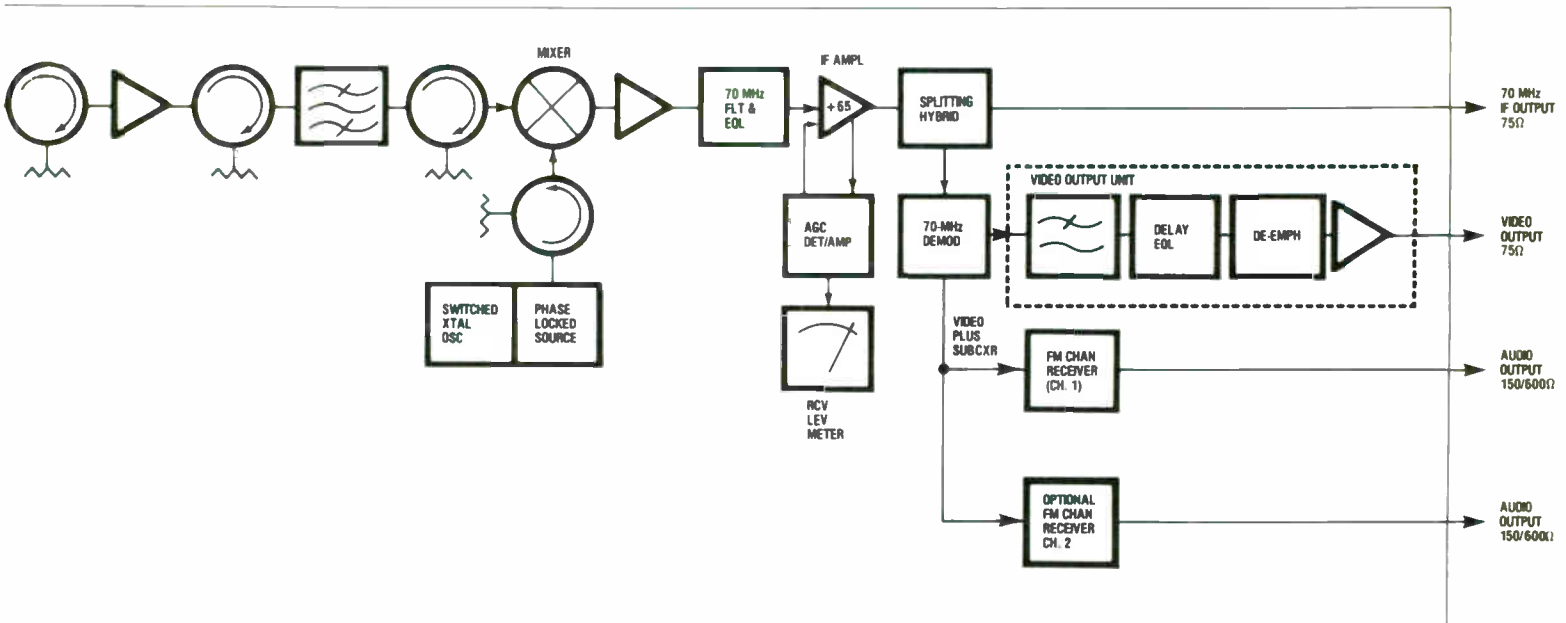 MIXER
IF AMPL
70 MHz
FLT &
EQL
+65
SPLITTING
HYBRID
70 MHz
IF OUTPUT
75Ω
VIDEO OUTPUT UNIT
AGC
DET/AMP
70-MHz
DEMOD
DELAY
EQL
DE-EMPH
VIDEO
OUTPUT
75Ω
SWITCHED
XTAL
OSC
PHASE
LOCKED
SOURCE
VIDEO
PLUS
SUBCXR
FM CHAN
RECEIVER
(CH. 1)
AUDIO
OUTPUT
150/600Ω
RCV
LEV
METER
OPTIONAL
FM CHAN
RECEIVER
CH. 2
AUDIO
OUTPUT
150/600Ω